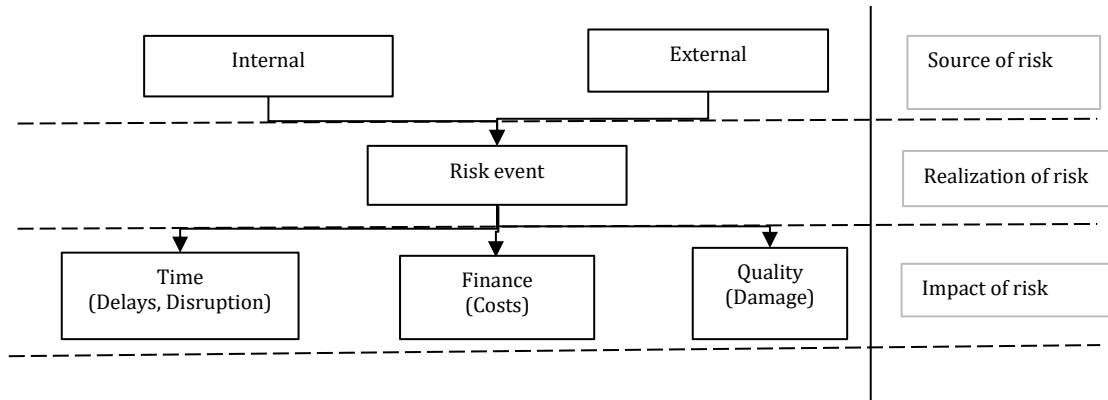 Internal
External
Source of risk
Risk event
Realization of risk
Time
(Delays, Disruption)
Finance
(Costs)
Quality
(Damage)
Impact of risk